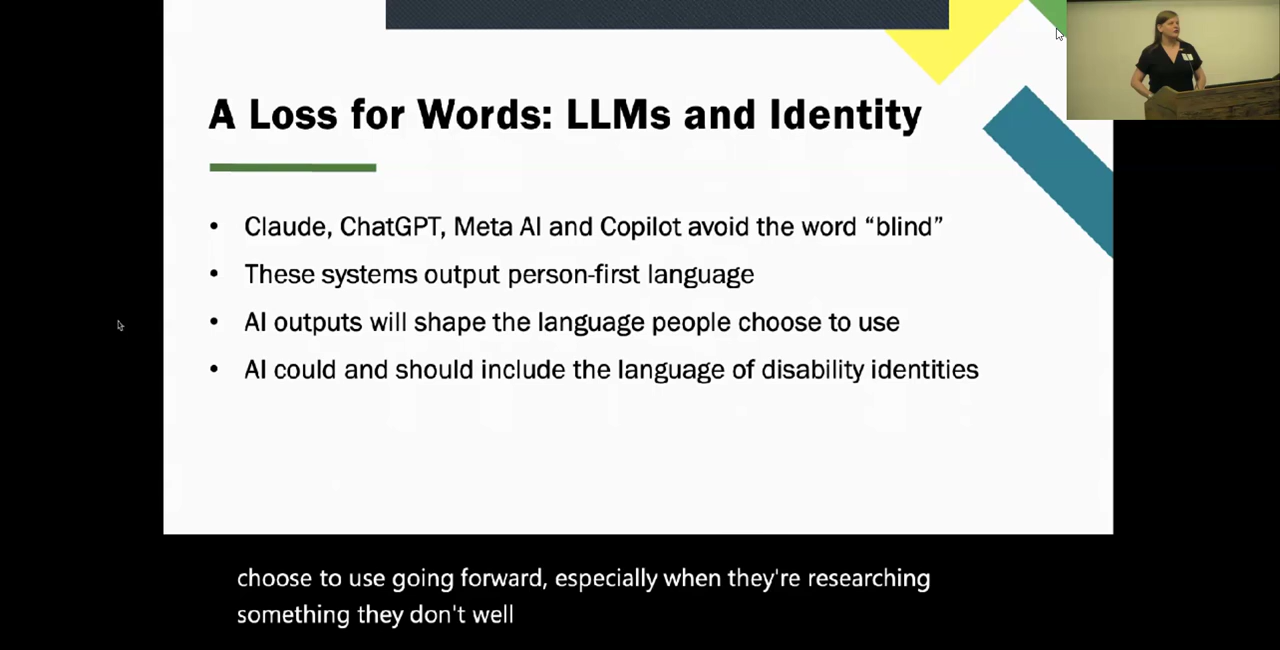 A Loss for Words: LLMs and Identity
• Claude, ChatGPT, Meta AI and Copilot avoid the word “blind”
• These systems output person-first language
• AI outputs will shape the language people choose to use
• AI could and should include the language of disability identities
choose to use going forward, especially when they're researching
something they don't well